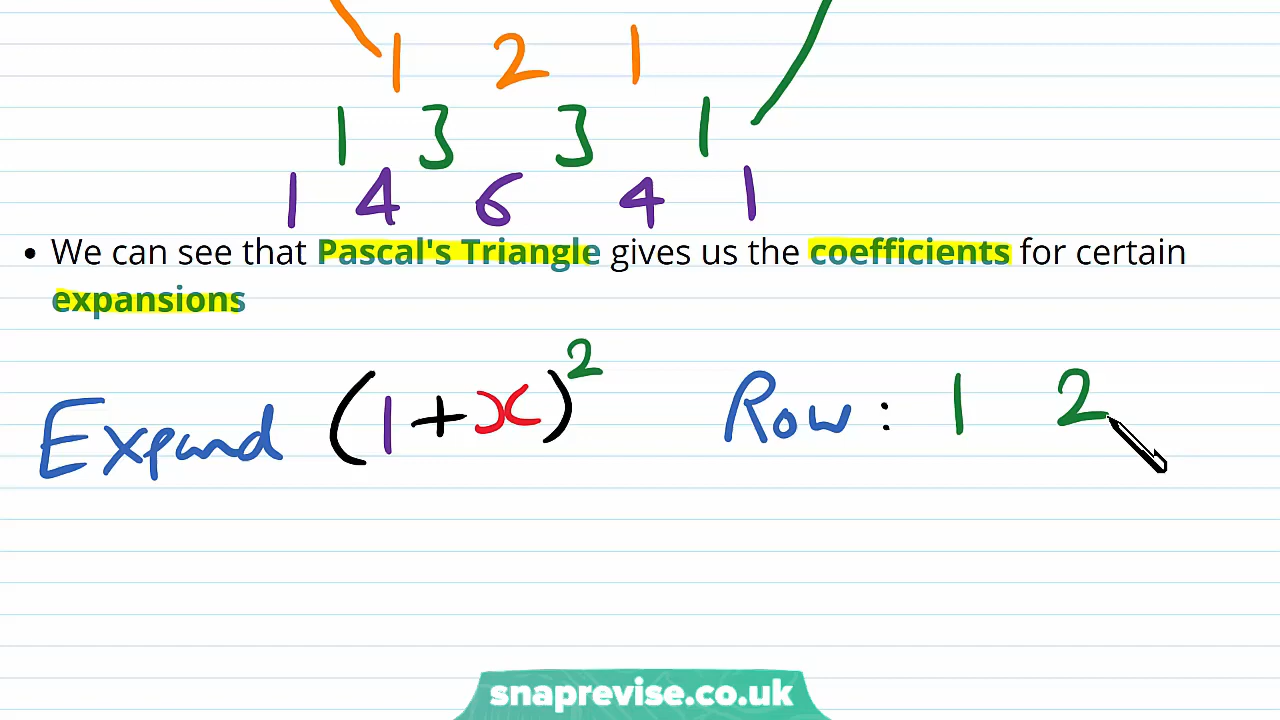 1 2 1
1 3 3 1
1 4 6 4 1
• We can see that Pascal's Triangle gives us the coefficients for certain
expansions
Expand (1+x)² Row: 1 2
snaprevise.co.uk